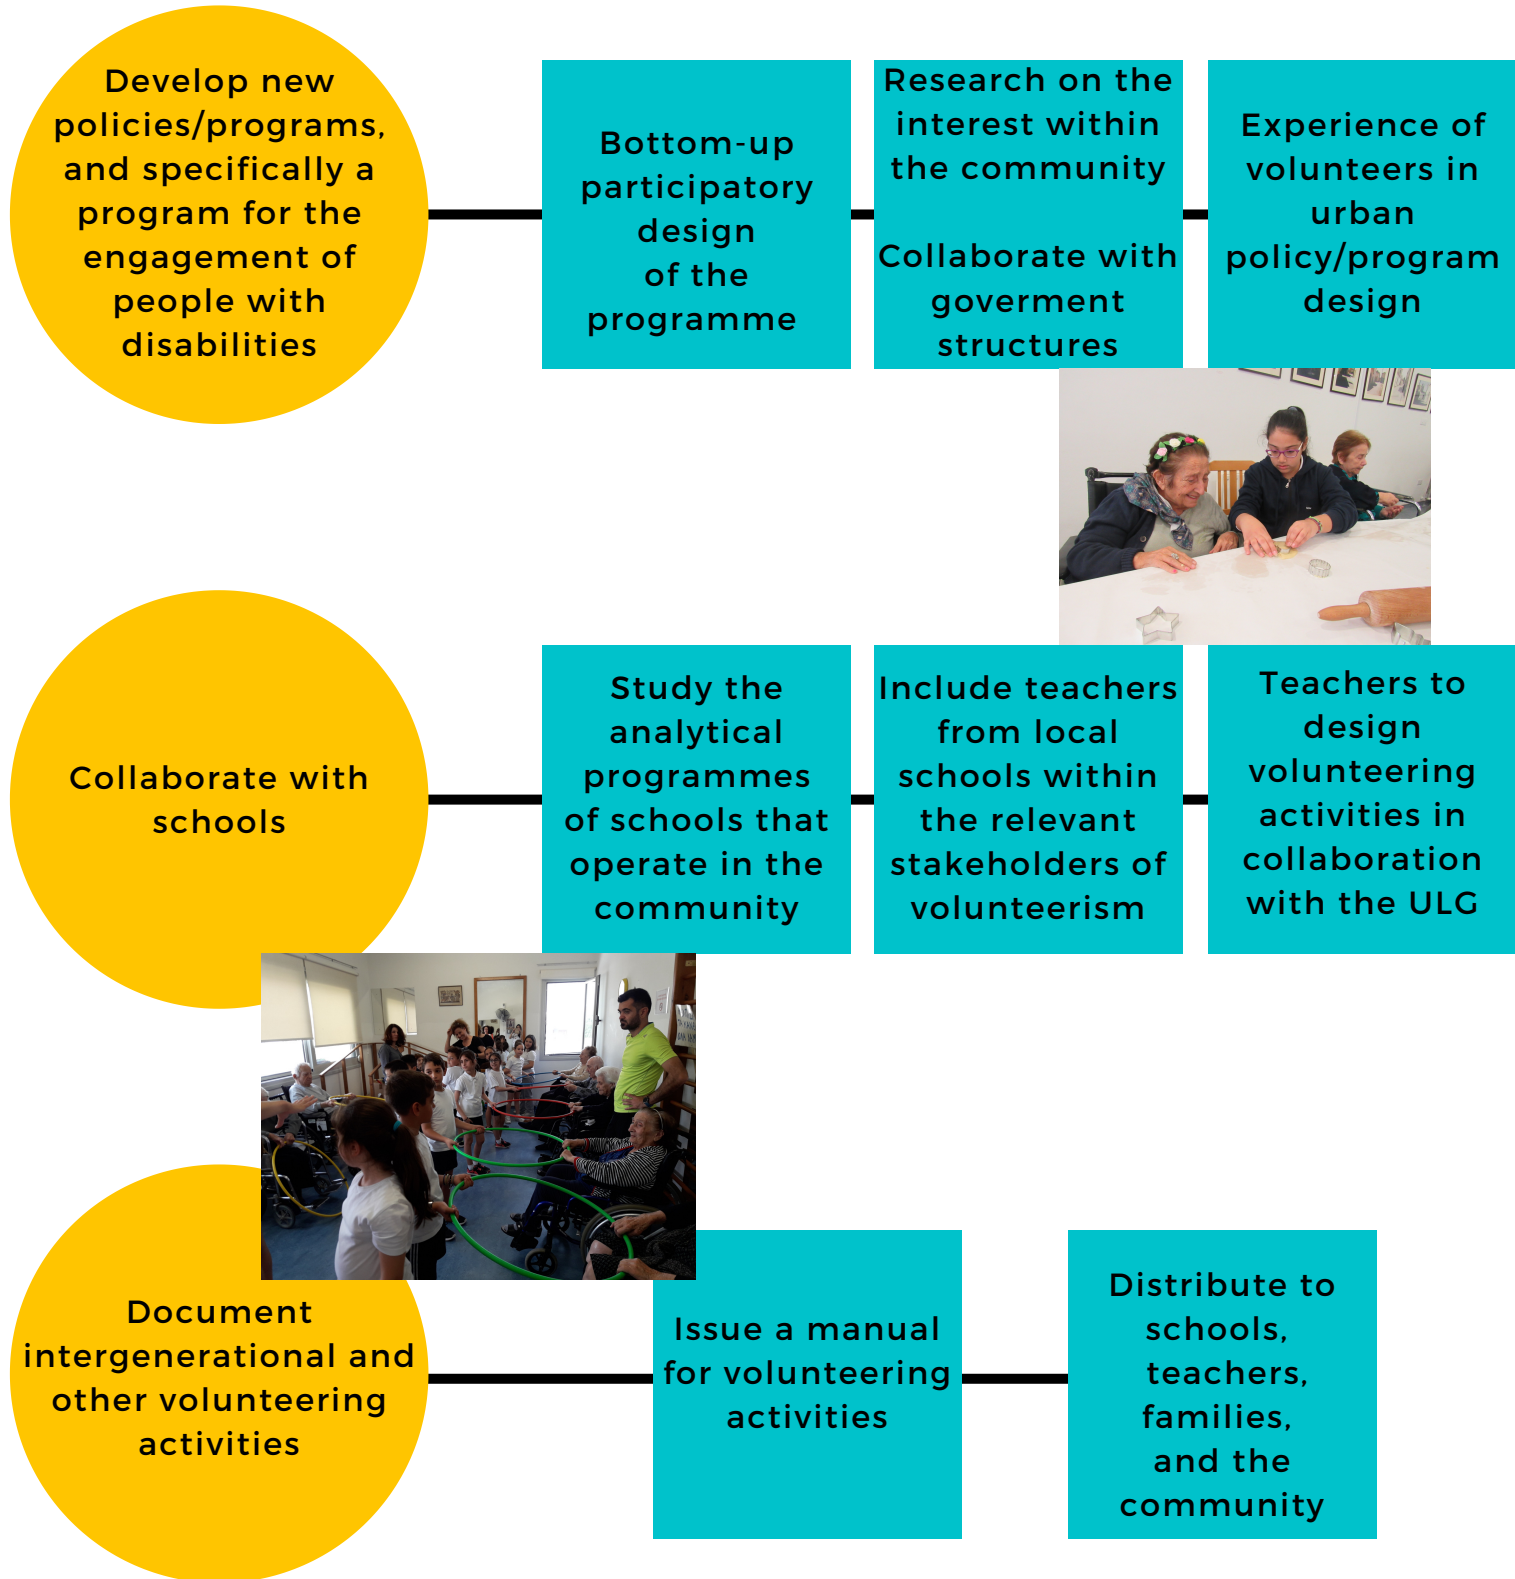 Develop new
policies/programs,
and specifically a
program for the
engagement of
people with
disabilities
Bottom-up
participatory
design
of the
programme
Research on the
interest within
the community
Collaborate with
goverment
structures
Experience of
volunteers in
urban
policy/program
design
Collaborate with
schools
Study the
analytical
programmes
of schools that
operate in the
community
Include teachers
from local
schools within
the relevant
stakeholders of
volunteerism
Teachers to
design
volunteering
activities in
collaboration
with the ULG
Document
intergenerational and
other volunteering
activities
Issue a manual
for volunteering
activities
Distribute to
schools,
teachers,
families,
and the
community